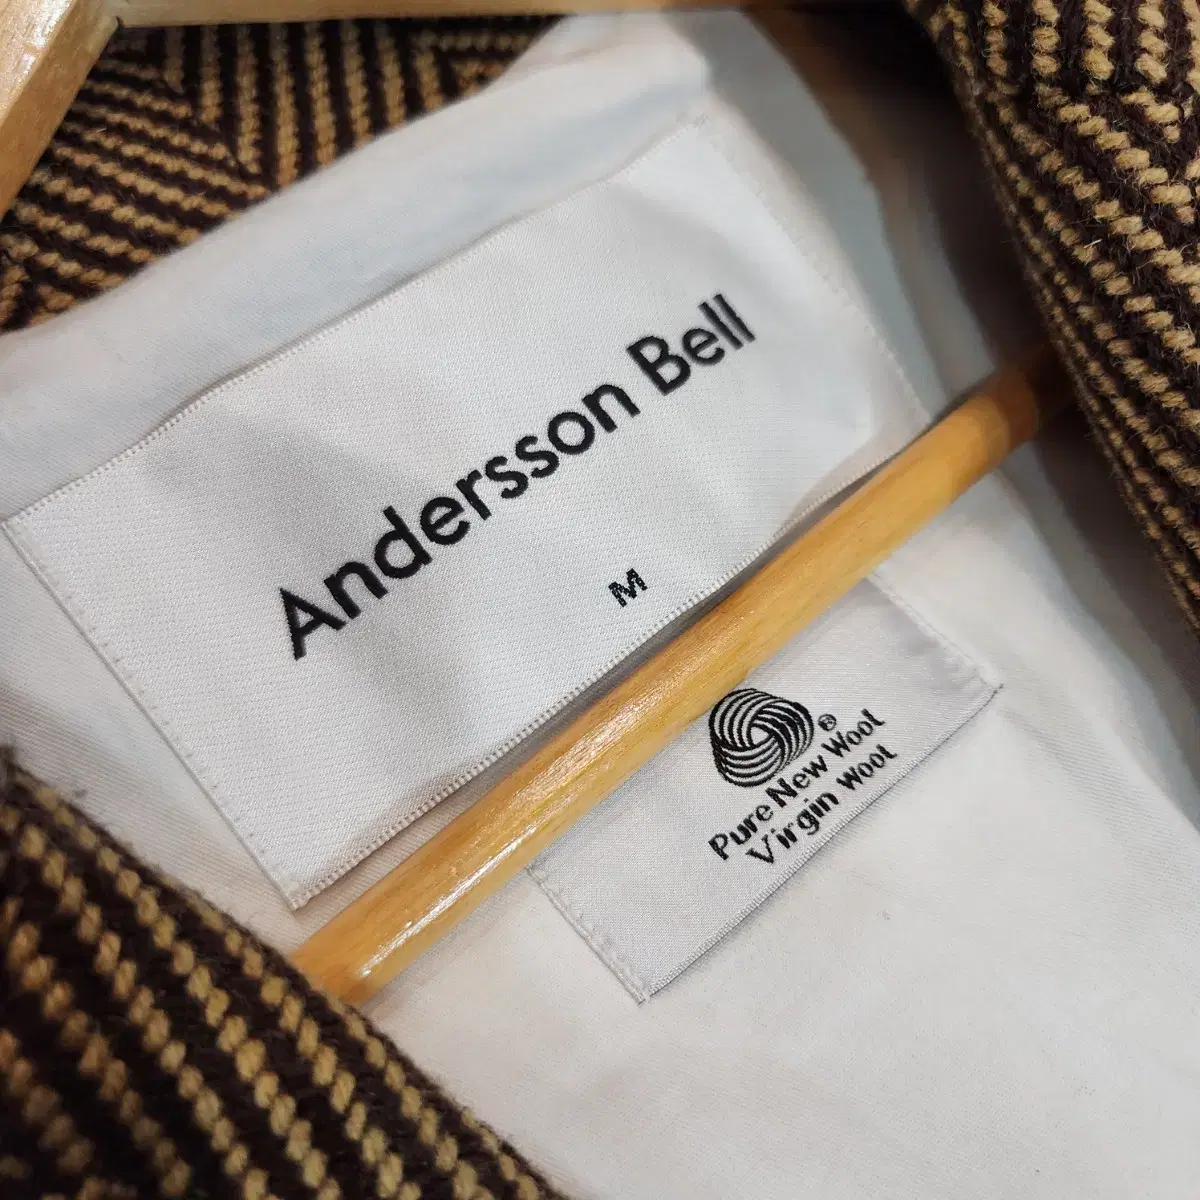 Andersson Bell
M
®
Pure New Wool
Virgin Wool